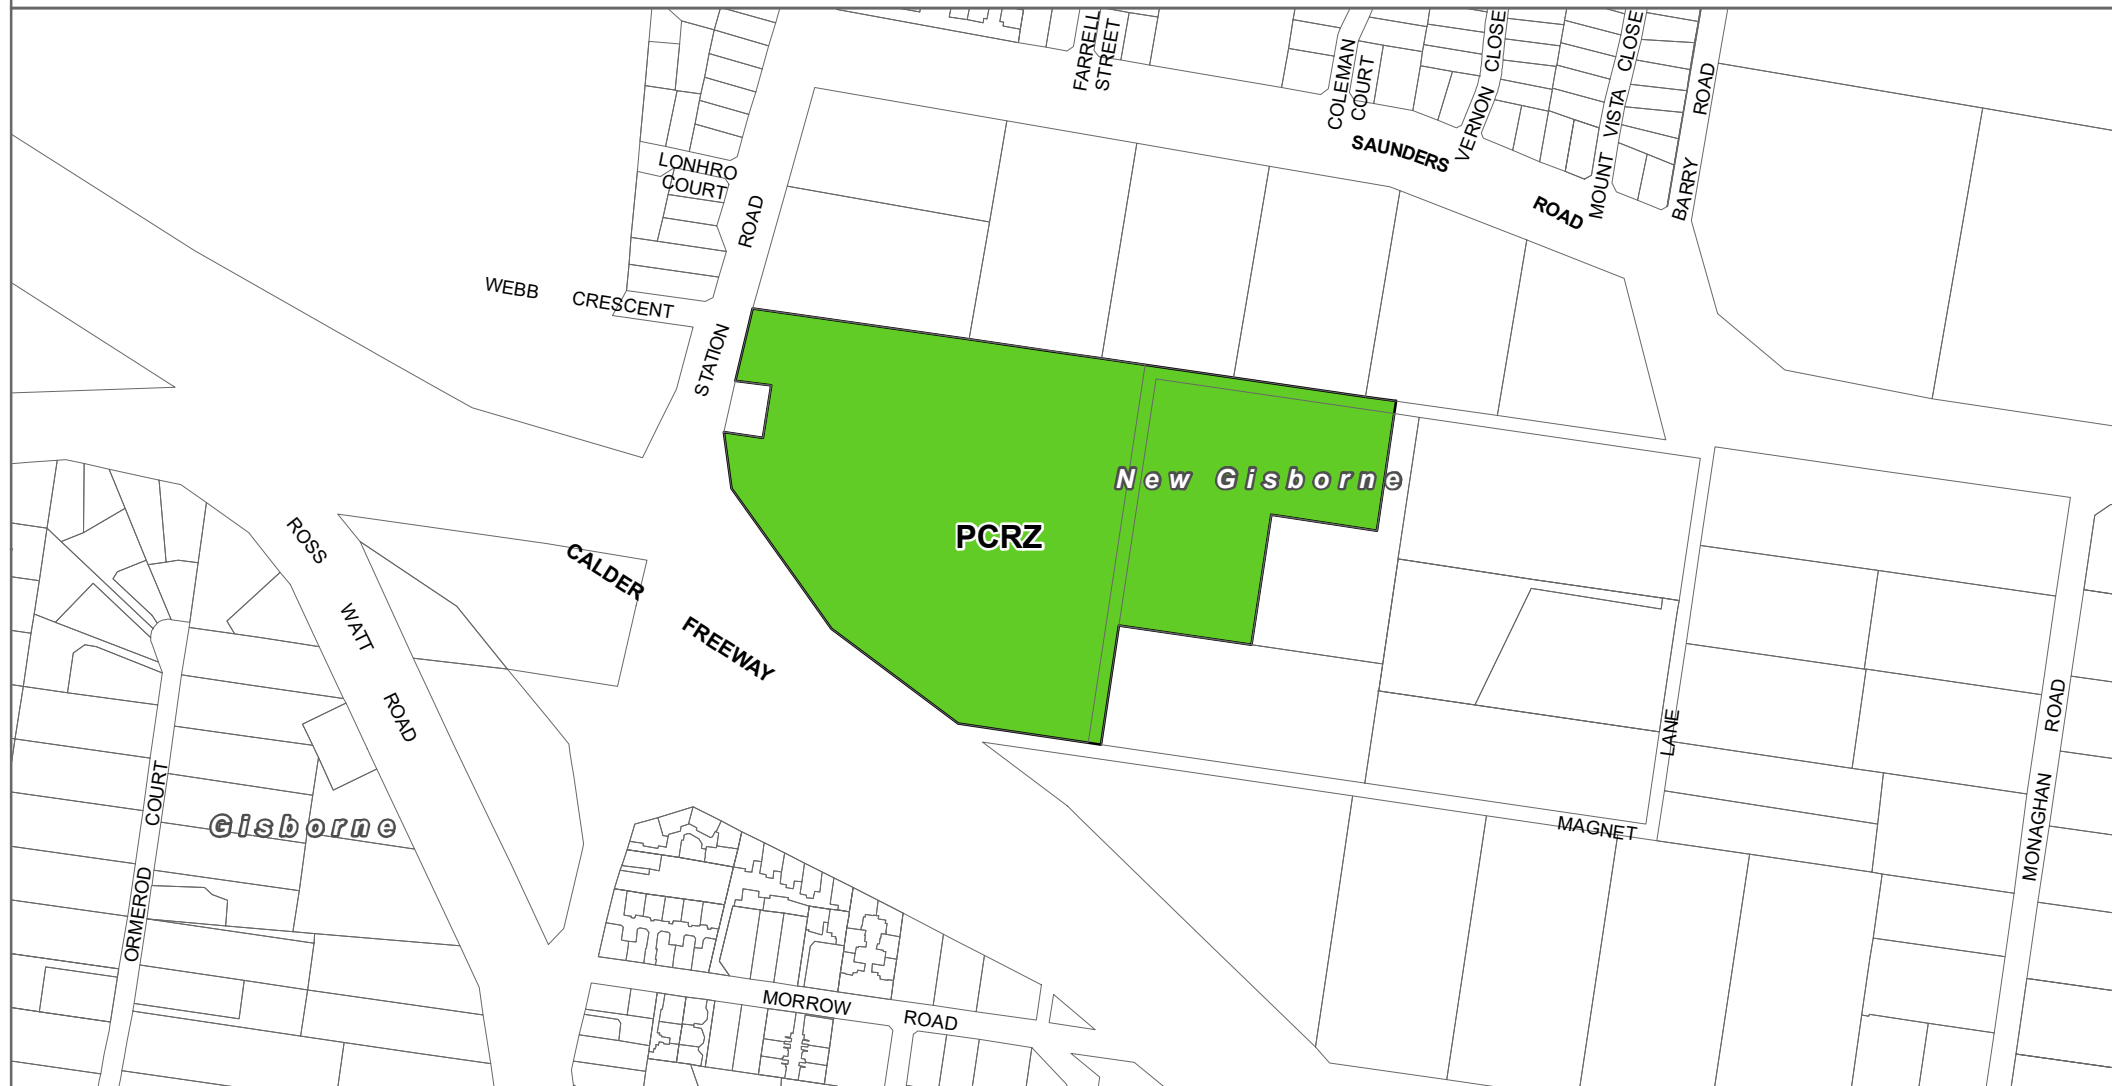 FARRELL
STREET
COLEMAN
COURT
VERNON CLOSE
MOUNT VISTA CLOSE
BARRY ROAD
SAUNDERS
ROAD
LONHRO
COURT
STATION ROAD
WEBB CRESCENT
New Gisborne
PCRZ
ROSS
WATT
ROAD
CALDER
FREEWAY
ORMEROD COURT
Gisborne
LANE
MAGNET
MONAGHAN ROAD
MORROW ROAD